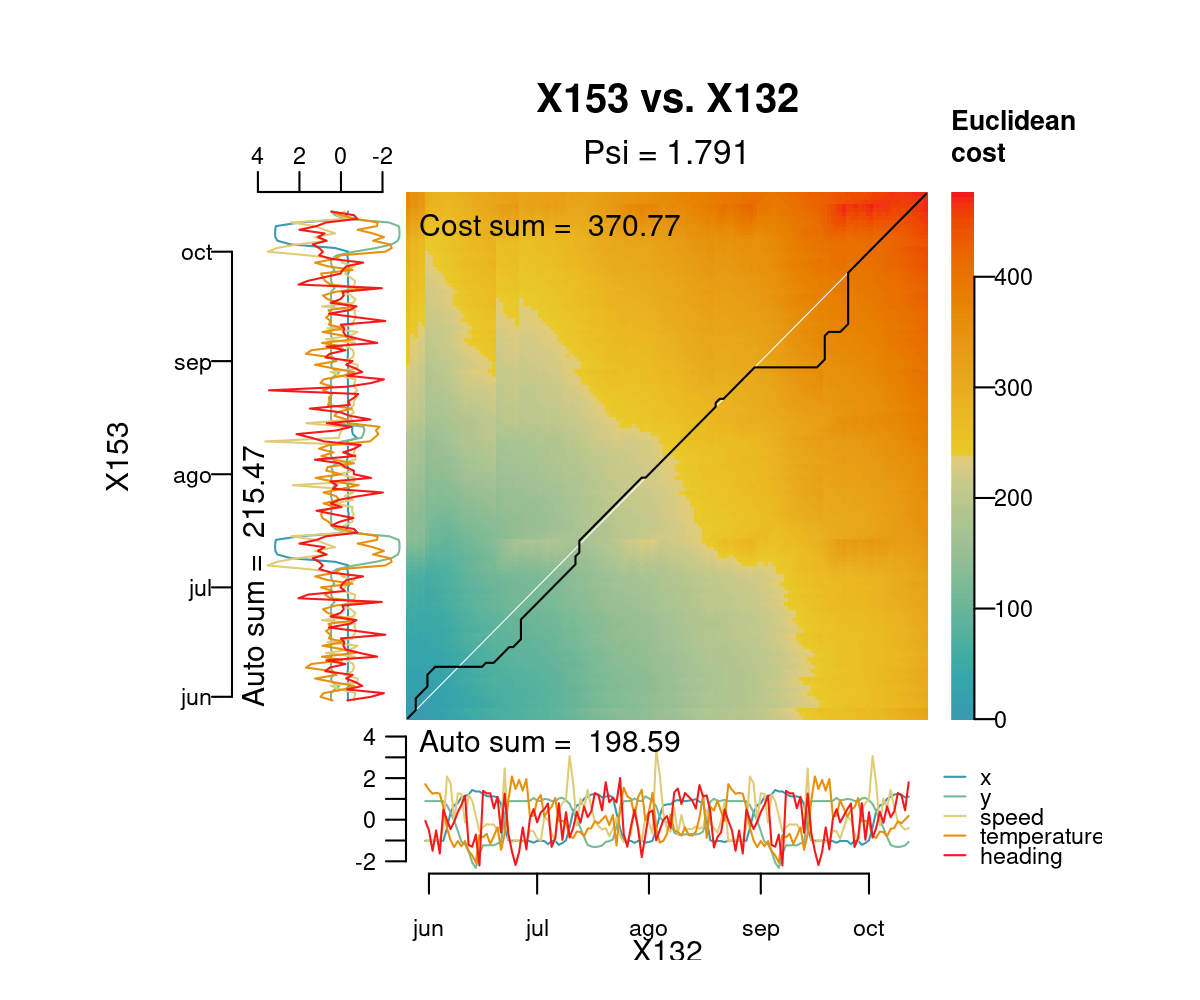 X153 vs. X132
Psi = 1.791
Euclidean
cost
4 2 0 -2
Cost sum = 370.77
400
300
200
100
0
oct
sep
ago
jul
jun
X153
Auto sum = 215.47
Auto sum = 198.59
4
2
0
-2
x
y
speed
temperature
heading
jun jul ago sep oct
X132